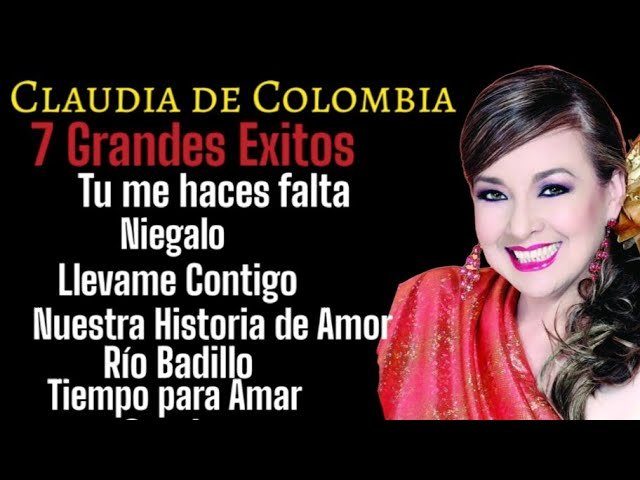 Claudia de Colombia
7 Grandes Exitos
Tu me haces falta
Niegalo
Llevame Contigo
Nuestra Historia de Amor
Río Badillo
Tiempo para Amar